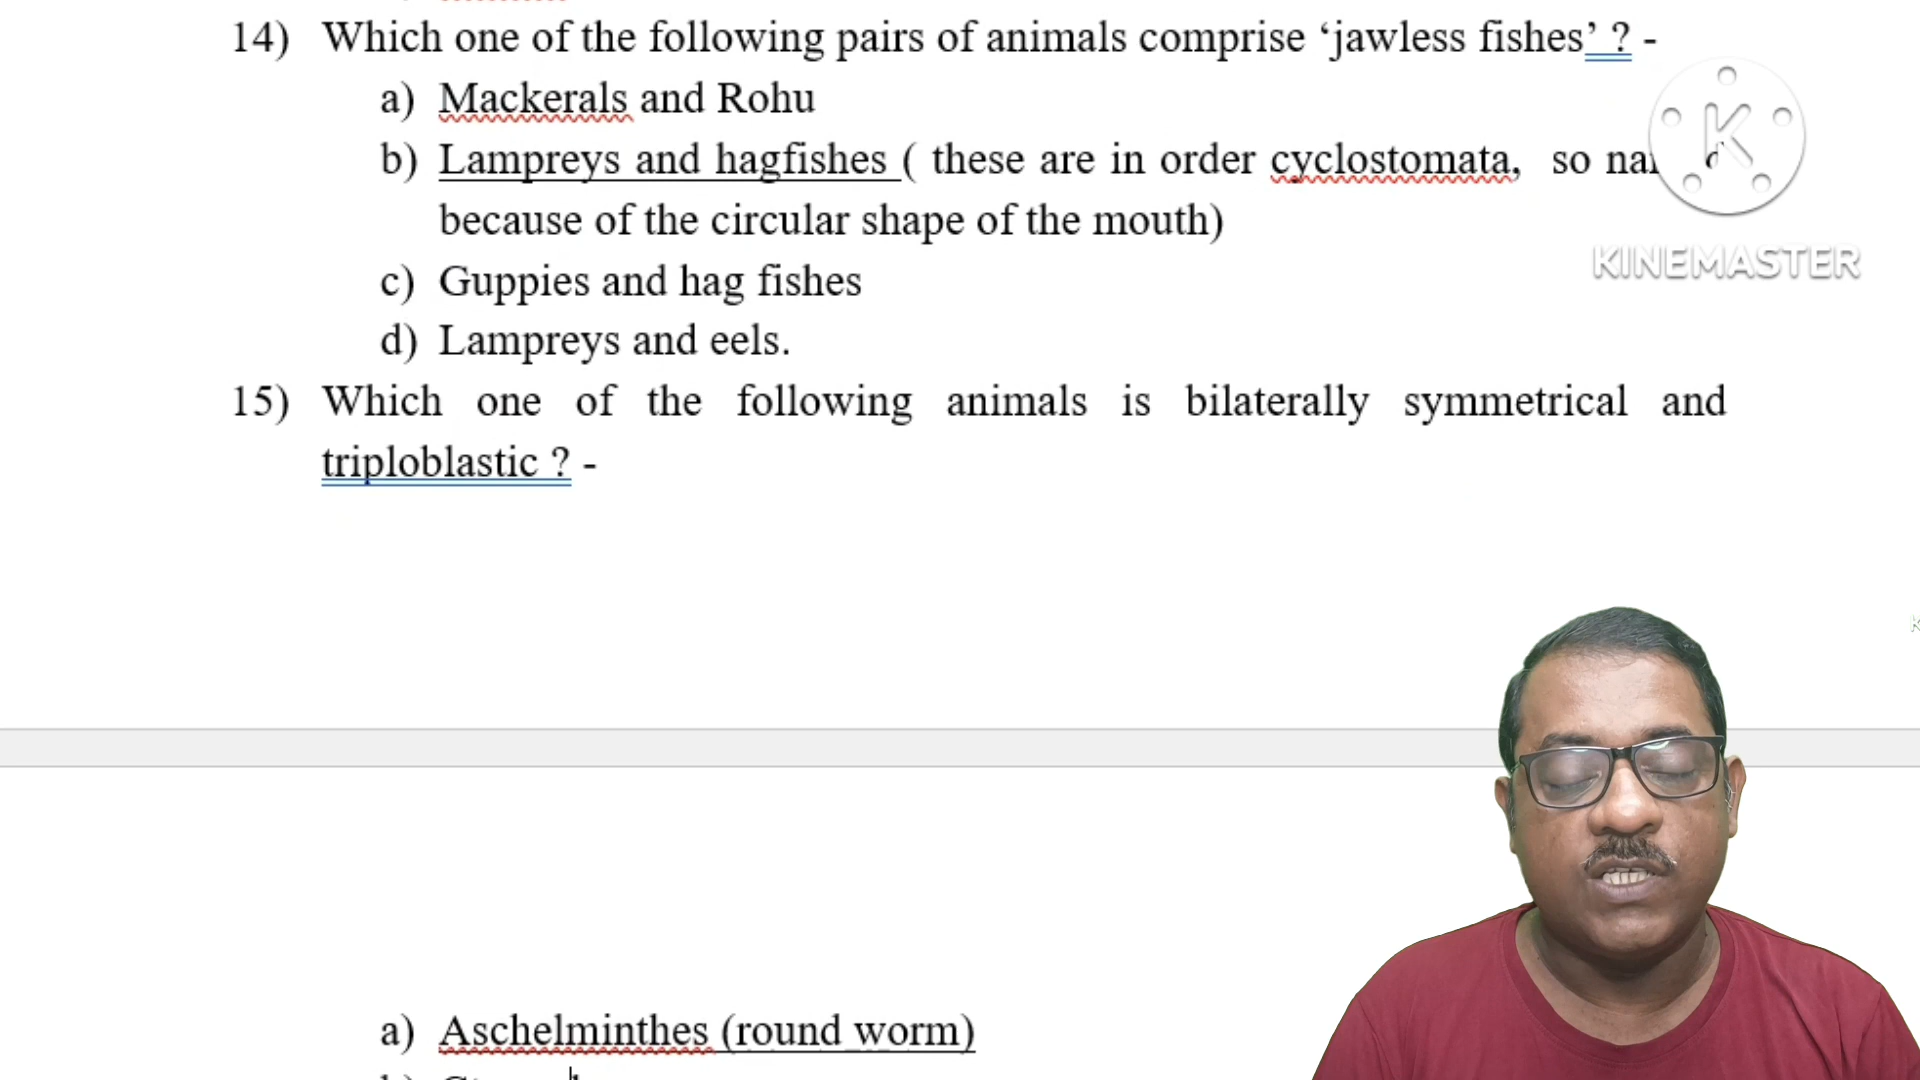 14) Which one of the following pairs of animals comprise ‘jawless fishes’ ? -
a) Mackerals and Rohu
b) Lampreys and hagfishes ( these are in order cyclostomata, so
because of the circular shape of the mouth)
KINEMASTER
c) Guppies and hag fishes
d) Lampreys and eels.
15) Which one of the following animals is bilaterally symmetrical and
triploblastic ? -
a) Aschelminthes (round worm)